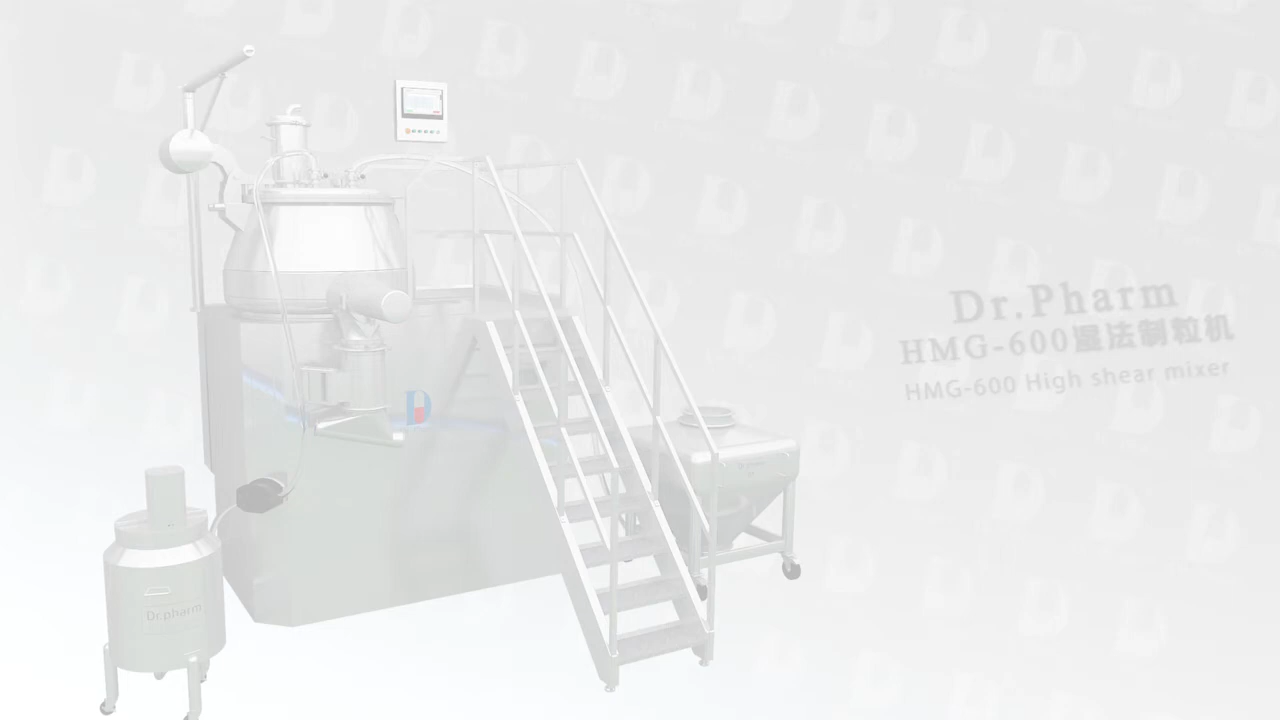 Dr.Pharm
HMG-600湿法制粒机
HMG-600 High shear mixer
Dr.pharm